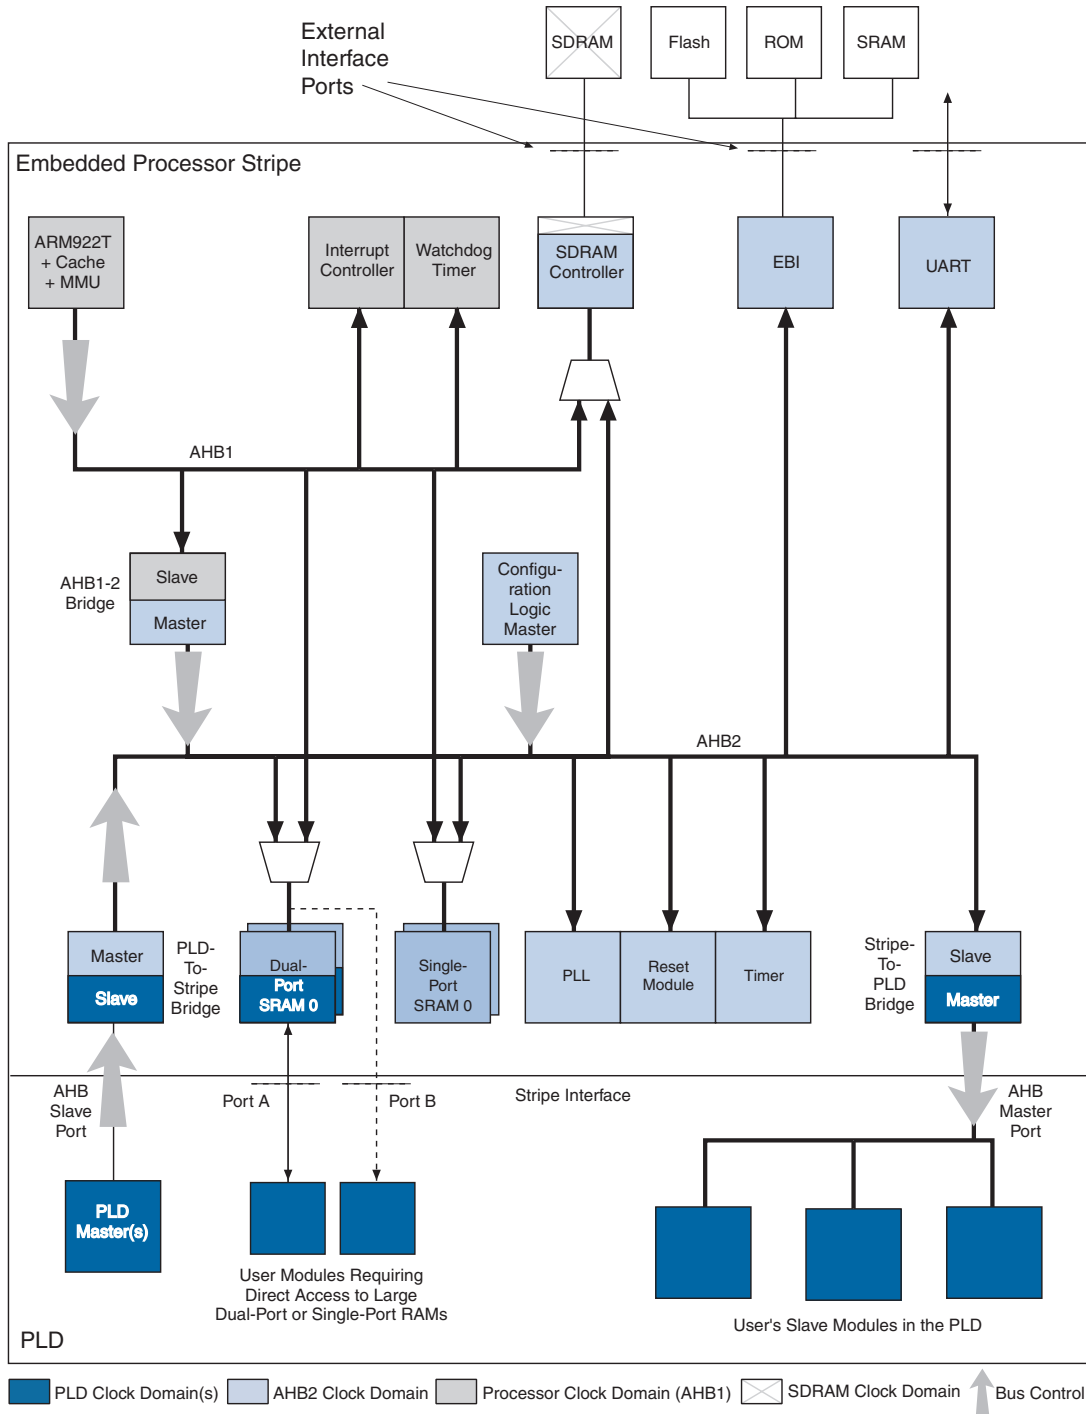 External
Interface
Ports
SDRAM
Flash
ROM
SRAM
Embedded Processor Stripe
ARM922T
+ Cache
+ MMU
Interrupt
Controller
Watchdog
Timer
SDRAM
Controller
EBI
UART
AHB1
AHB1-2
Bridge
Slave
Master
Configu-
ration
Logic
Master
AHB2
Master
Slave
PLD-
To-
Stripe
Bridge
Dual-
Port
SRAM 0
Single-
Port
SRAM 0
PLL
Reset
Module
Timer
Stripe-
To-
PLD
Bridge
Slave
Master
AHB
Slave
Port
Port A
Port B
Stripe Interface
AHB
Master
Port
PLD
Master(s)
User Modules Requiring
Direct Access to Large
Dual-Port or Single-Port RAMs
User's Slave Modules in the PLD
PLD
PLD Clock Domain(s)
AHB2 Clock Domain
Processor Clock Domain (AHB1)
SDRAM Clock Domain
Bus Control